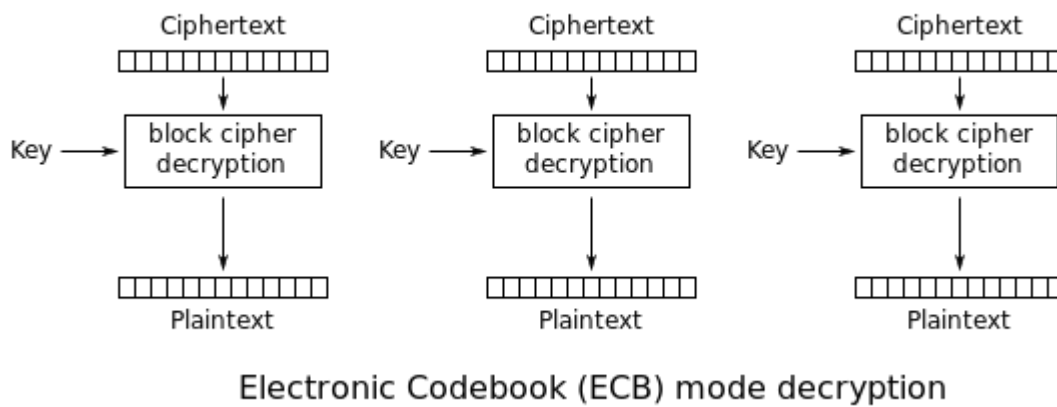 Ciphertext Ciphertext Ciphertext
Key block cipher decryption Key block cipher decryption Key block cipher decryption
Plaintext Plaintext Plaintext
Electronic Codebook (ECB) mode decryption